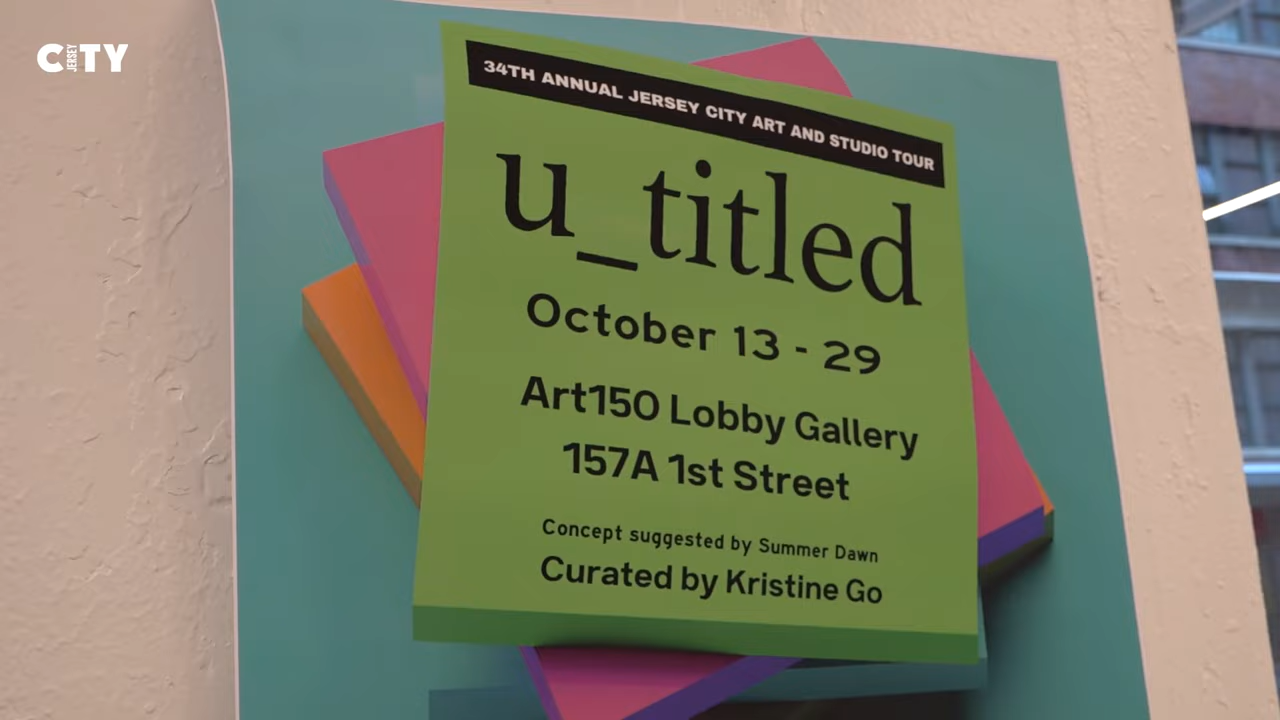 CITY
JERSEY
34TH ANNUAL JERSEY CITY ART AND STUDIO TOUR
u_titled
October 13 - 29
Art150 Lobby Gallery
157A 1st Street
Concept suggested by Summer Dawn
Curated by Kristine Go